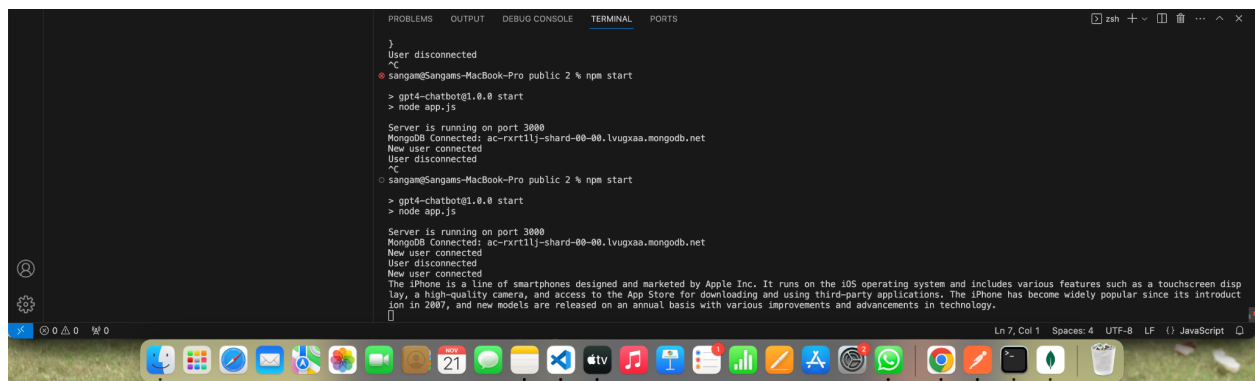 PROBLEMS OUTPUT DEBUG CONSOLE TERMINAL PORTS
zsh
}
User disconnected
^C
sangam@Sangams-MacBook-Pro public 2 % npm start
> gpt4-chatbot@1.0.0 start
> node app.js
Server is running on port 3000
MongoDB Connected: ac-rxrt1lj-shard-00-00.lvugxaa.mongodb.net
New user connected
User disconnected
^C
sangam@Sangams-MacBook-Pro public 2 % npm start
> gpt4-chatbot@1.0.0 start
> node app.js
Server is running on port 3000
MongoDB Connected: ac-rxrt1lj-shard-00-00.lvugxaa.mongodb.net
New user connected
User disconnected
New user connected
The iPhone is a line of smartphones designed and marketed by Apple Inc. It runs on the iOS operating system and includes various features such as a touchscreen disp
lay, a high-quality camera, and access to the App Store for downloading and using third-party applications. The iPhone has become widely popular since its introduct
ion in 2007, and new models are released on an annual basis with various improvements and advancements in technology.
0 0 0 Ln 7, Col 1 Spaces: 4 UTF-8 LF {} JavaScript
NOV
21
tv
1
2